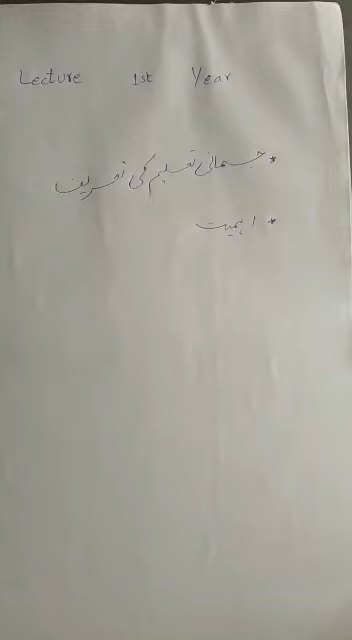 Lecture 1st Year
* جسمانی تعلیم کی تعریف
* اہمیت